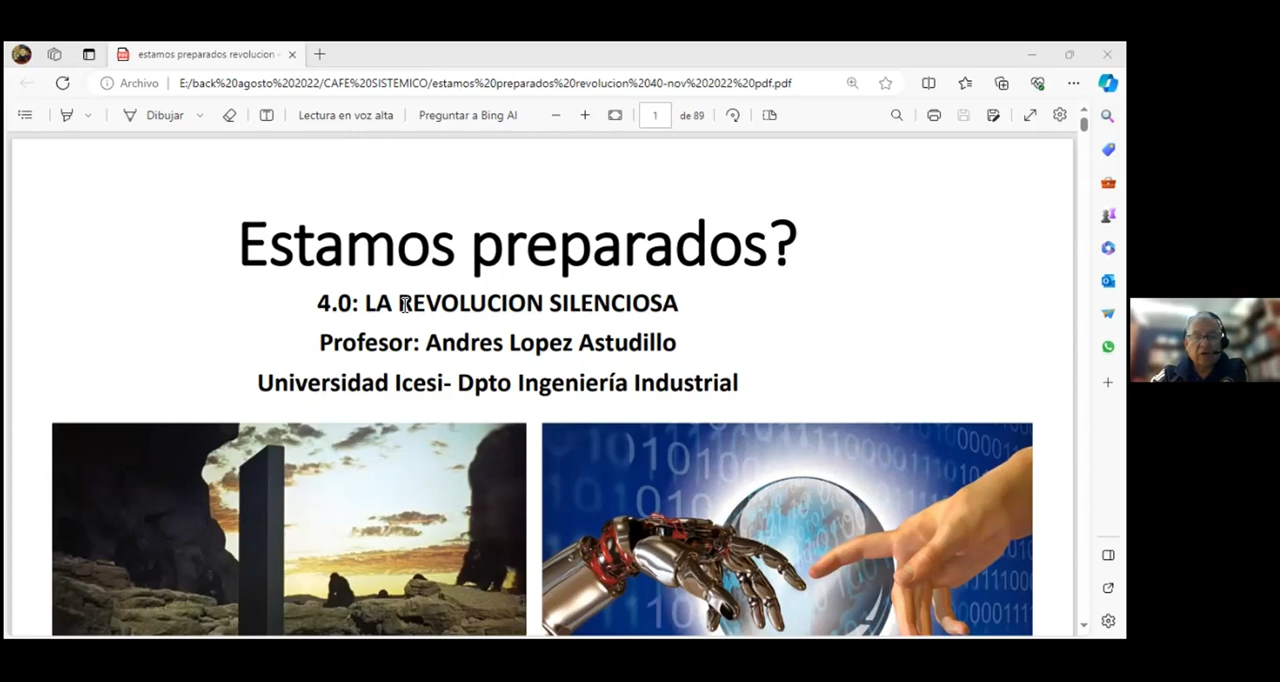 estamos preparados revolucion
Archivo
E:/back%20agosto%202022/CAFE%20SISTEMICO/estamos%20preparados%20revolucion%2040-nov%202022%20pdf.pdf
Dibujar
Lectura en voz alta
Preguntar a Bing AI
1
de 89
Estamos preparados?
4.0: LA REVOLUCION SILENCIOSA
Profesor: Andres Lopez Astudillo
Universidad Icesi- Dpto Ingeniería Industrial